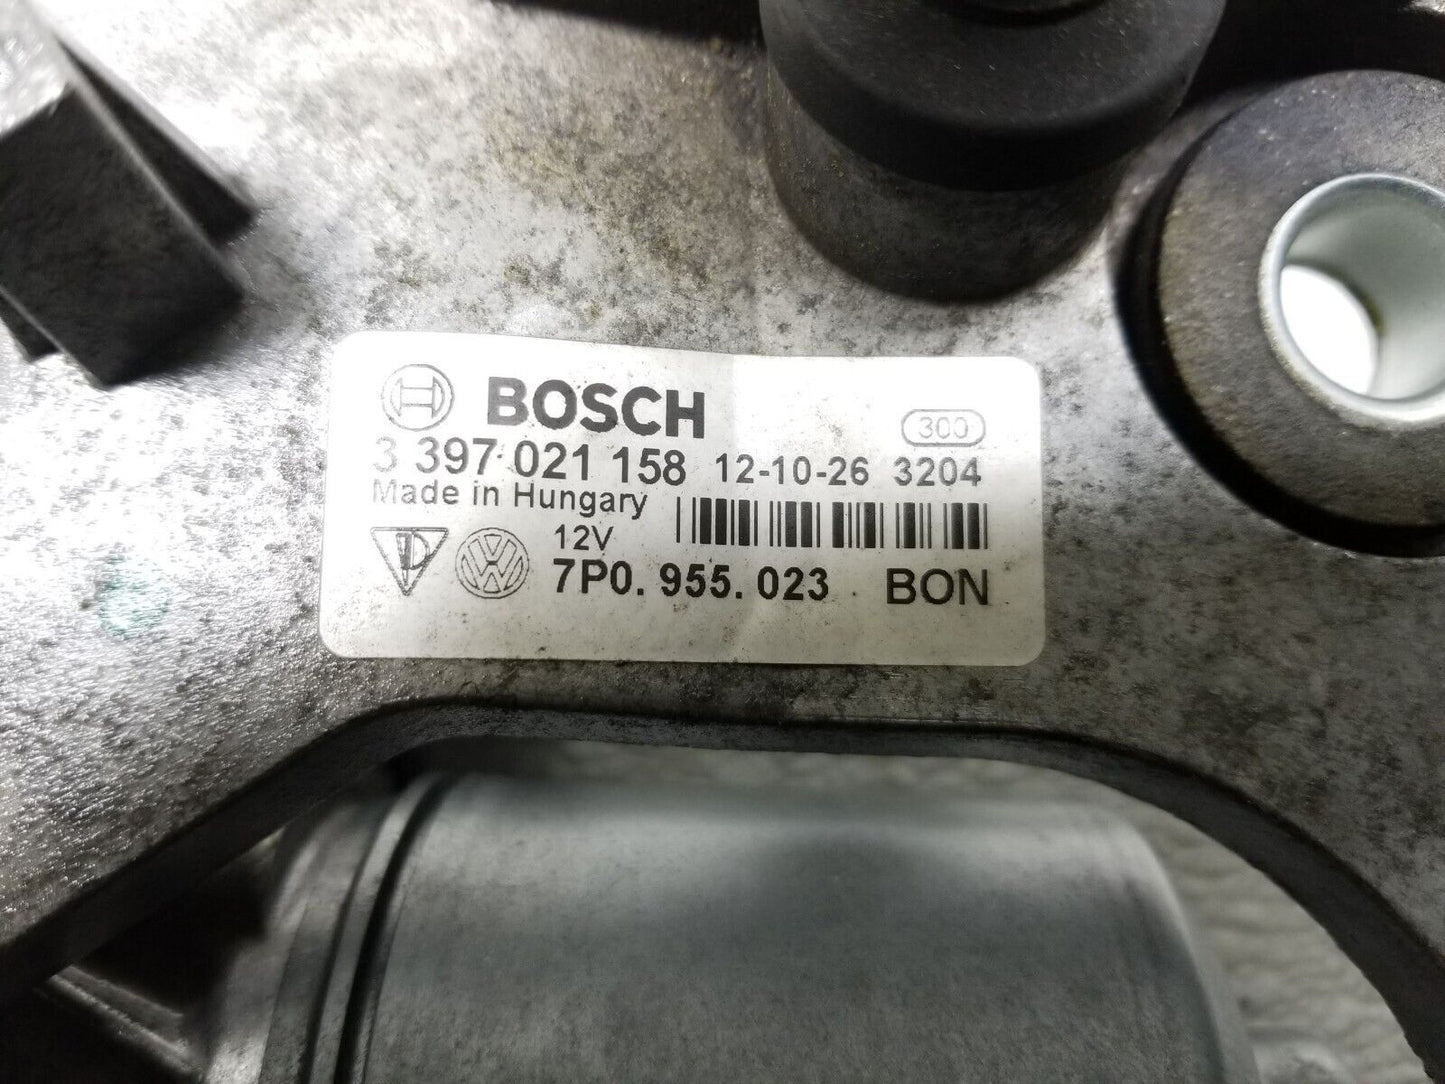 BOSCH
300
3 397 021 158 12-10-26 3204
Made in Hungary
12V
7P0. 955. 023 BON